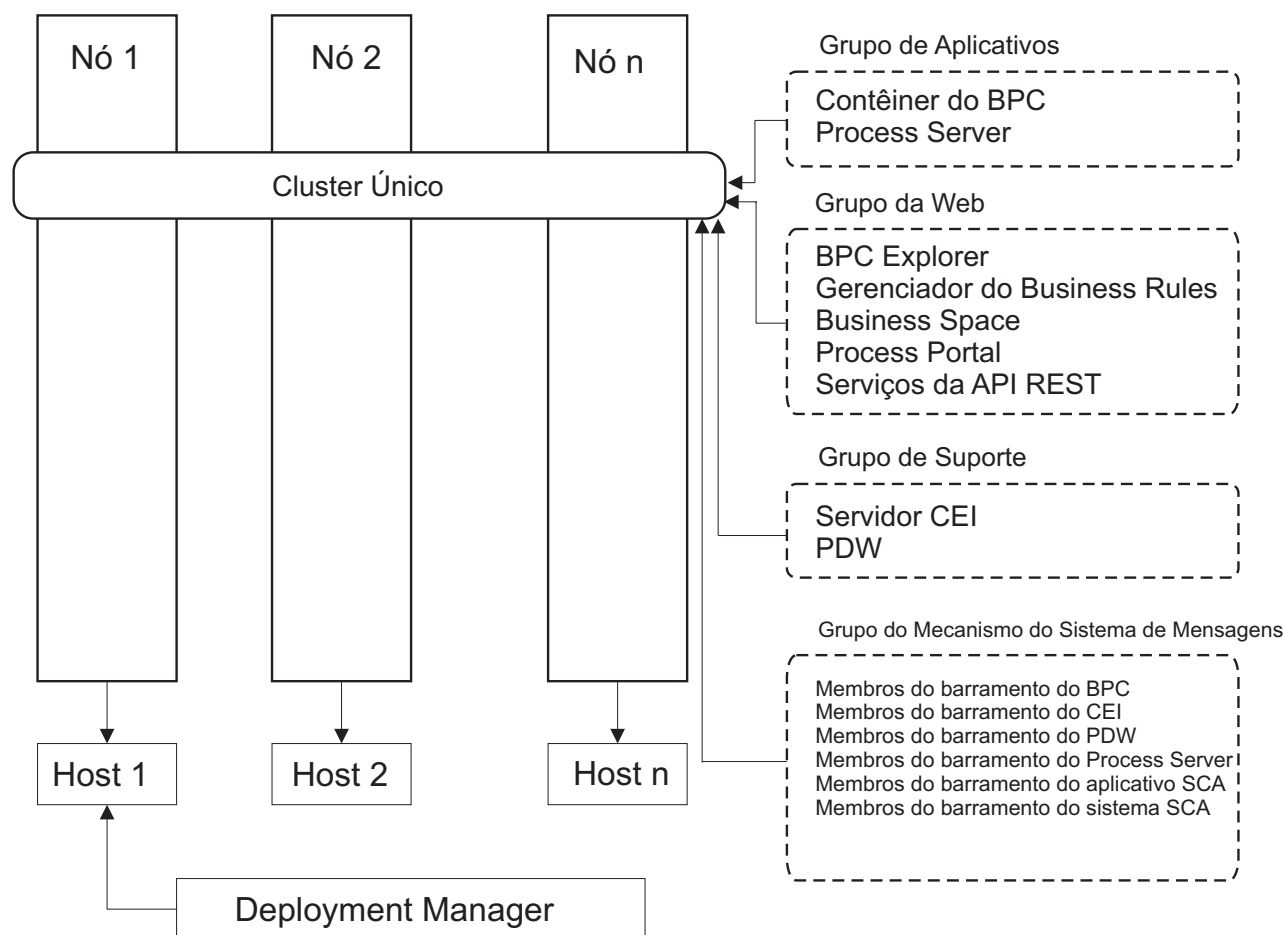 Nó 1
Nó 2
Nó n
Cluster Único
Host 1
Host 2
Host n
Deployment Manager
Grupo de Aplicativos
Contêiner do BPC
Process Server
Grupo da Web
BPC Explorer
Gerenciador do Business Rules
Business Space
Process Portal
Serviços da API REST
Grupo de Suporte
Servidor CEI
PDW
Grupo do Mecanismo do Sistema de Mensagens
Membros do barramento do BPC
Membros do barramento do CEI
Membros do barramento do PDW
Membros do barramento do Process Server
Membros do barramento do aplicativo SCA
Membros do barramento do sistema SCA